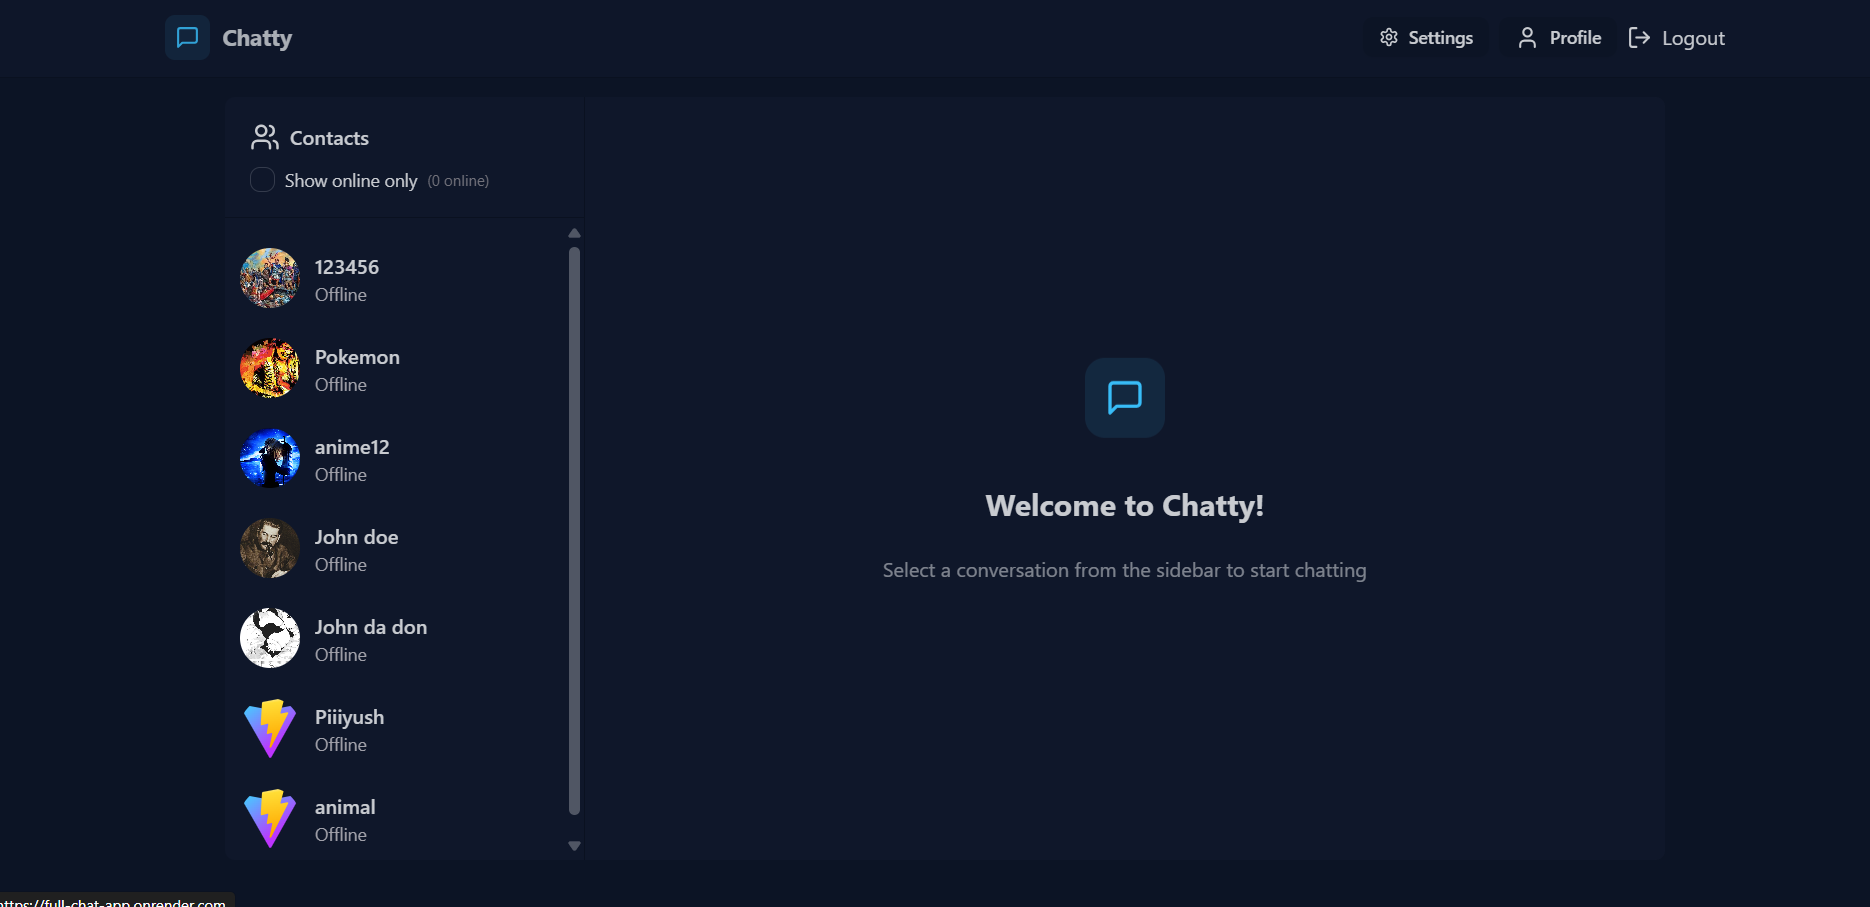 Chatty
Settings
Profile
Logout
Contacts
Show online only (0 online)
123456
Offline
Pokemon
Offline
anime12
Offline
John doe
Offline
John da don
Offline
Piiiyush
Offline
animal
Offline
Welcome to Chatty!
Select a conversation from the sidebar to start chatting
https://full-chat-app.onrender.com